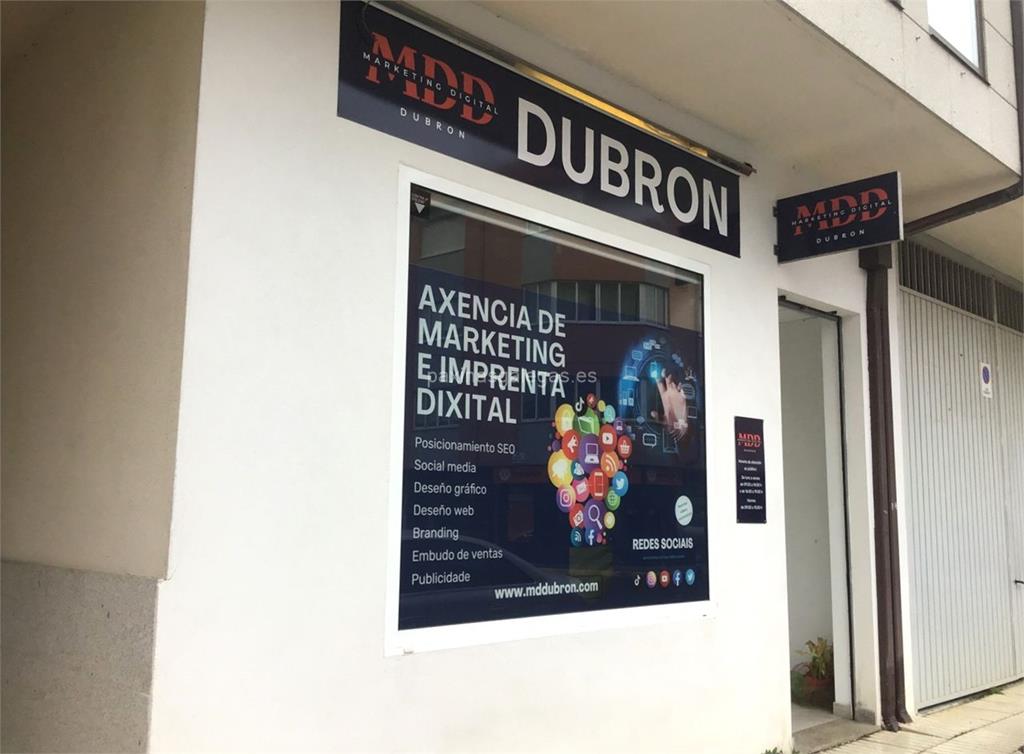 MDD
MARKETING DIGITAL
DUBRON
DUBRON
MDD
MARKETING DIGITAL
DUBRON
AXENCIA DE
MARKETING
E IMPRENTA
DIXITAL
Posicionamiento SEO
Social media
Deseño gráfico
Deseño web
Branding
Embudo de ventas
Publicidade
www.mddubron.com
REDES SOCIAIS
MDD